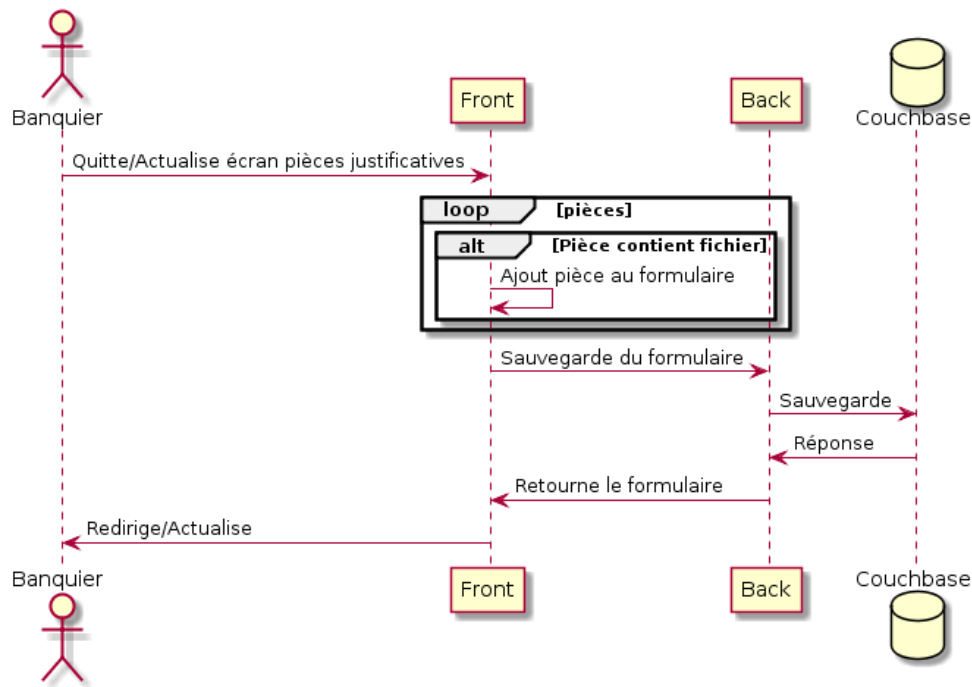 Banquier
Front
Back
Couchbase
Quitte/Actualise écran pièces justificatives
loop [pièces]
alt [Pièce contient fichier]
Ajout pièce au formulaire
Sauvegarde du formulaire
Sauvegarde
Réponse
Retourne le formulaire
Redirige/Actualise
Banquier
Front
Back
Couchbase